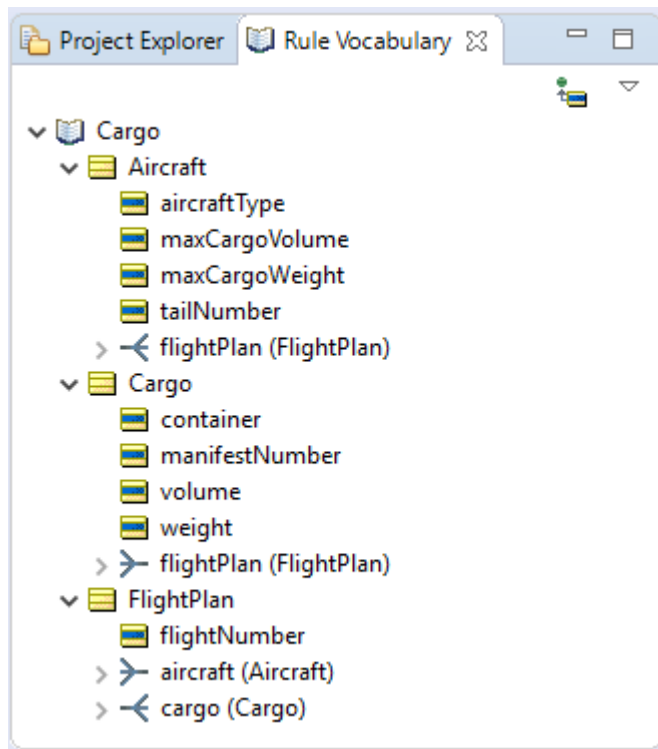 Project Explorer Rule Vocabulary
Cargo
Aircraft
aircraftType
maxCargoVolume
maxCargoWeight
tailNumber
flightPlan (FlightPlan)
Cargo
container
manifestNumber
volume
weight
flightPlan (FlightPlan)
FlightPlan
flightNumber
aircraft (Aircraft)
cargo (Cargo)